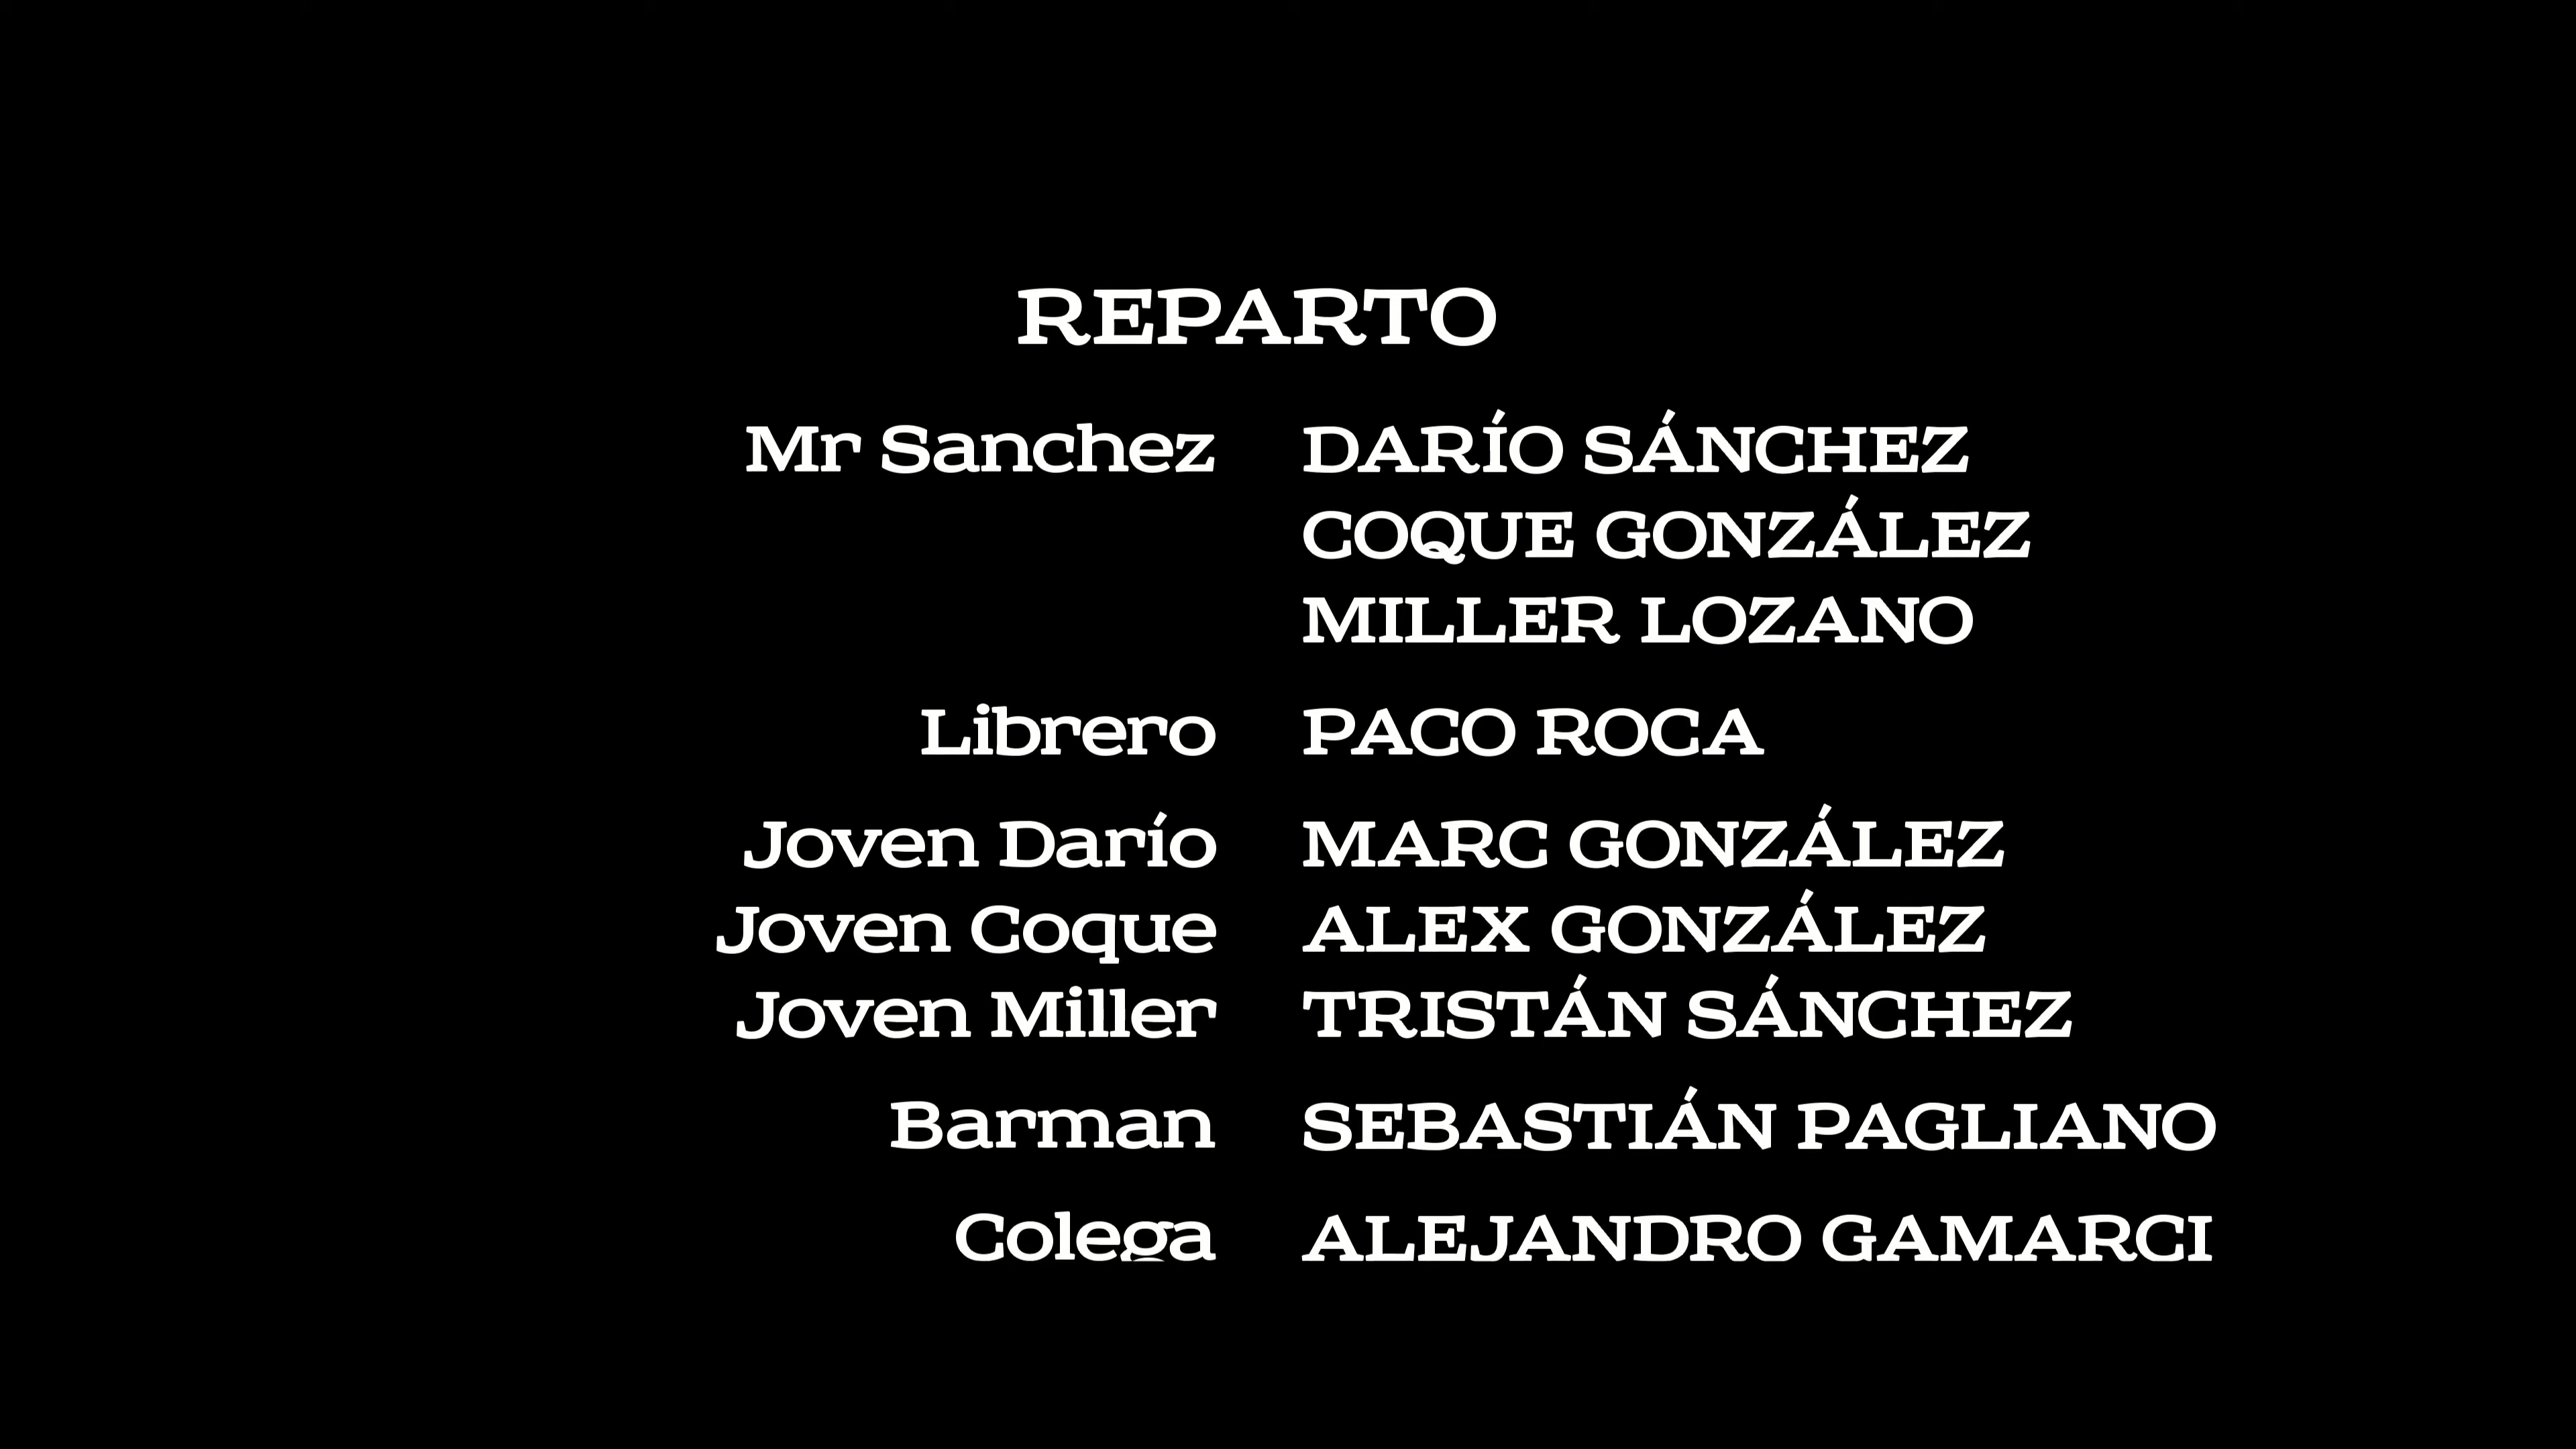 REPARTO
Mr Sanchez DARÍO SÁNCHEZ
COQUE GONZÁLEZ
MILLER LOZANO
Librero PACO ROCA
Joven Darío MARC GONZÁLEZ
Joven Coque ALEX GONZÁLEZ
Joven Miller TRISTÁN SÁNCHEZ
Barman SEBASTIÁN PAGLIANO
Colega ALEJANDRO GAMARCI